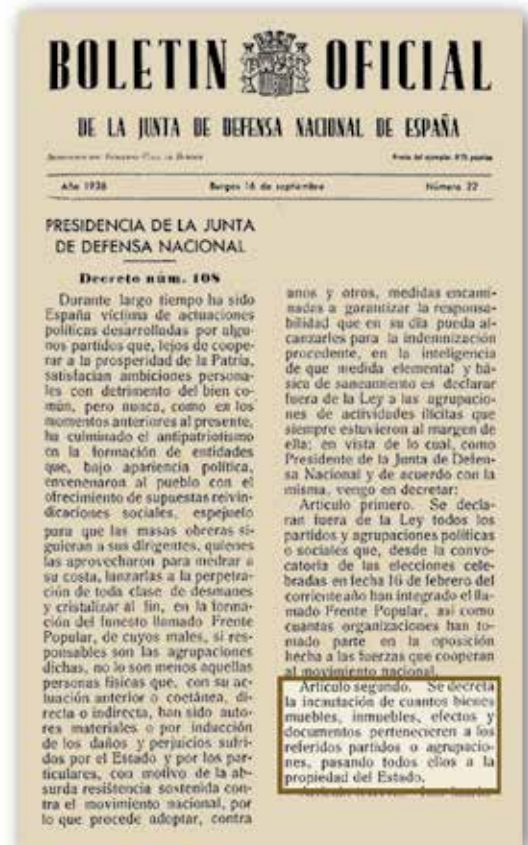 BOLETIN OFICIAL
DE LA JUNTA DE DEFENSA NACIONAL DE ESPAÑA
Año 1936 Burgos 16 de septiembre Número 22
PRESIDENCIA DE LA JUNTA
DE DEFENSA NACIONAL
Decreto núm. 108
Durante largo tiempo ha sido
España víctima de actuaciones
políticas desarrolladas por algu-
nos partidos que, lejos de coope-
rar a la prosperidad de la Patria,
satisfacían ambiciones persona-
les con detrimento del bien co-
mún, pero nunca, como en los
momentos anteriores al presente,
ha culminado el antipatriotismo
en la formación de entidades
que, bajo apariencia política,
envenenaron al pueblo con el
ofrecimiento de supuestas reivin-
dicaciones sociales, espejuelo
para que las masas obreras si-
guieran a sus dirigentes, quienes
las aprovecharon para medrar a
su costa, lanzarlas a la perpetra-
ción de toda clase de desmanes
y cristalizar al fin, en la forma-
ción del funesto llamado Frente
Popular, de cuyos males, si res-
ponsables son las agrupaciones
dichas, no lo son menos aquellas
personas físicas que, con su ac-
tuación anterior o coetánea, di-
recta o indirecta, han sido auto-
res materiales o por inducción
de los daños y perjuicios sufri-
dos por el Estado y por los par-
ticulares, con motivo de la ab-
surda resistencia sostenida con-
tra el movimiento nacional, por
lo que procede adoptar, contra
unos y otros, medidas encami-
nadas a garantizar la responsa-
bilidad que en su día pueda al-
canzarles para la indemnización
procedente, en la inteligencia
de que medida elemental y bá-
sica de saneamiento es declarar
fuera de la Ley a las agrupacio-
nes de actividades ilícitas que
siempre estuvieron al margen de
ella; en vista de lo cual, como
Presidente de la Junta de Defen-
sa Nacional y de acuerdo con la
misma, vengo en decretar:
Artículo primero. Se decla-
ran fuera de la Ley todos los
partidos y agrupaciones políticas
o sociales que, desde la convo-
catoria de las elecciones cele-
bradas en fecha 16 de febrero del
corriente año han integrado el lla-
mado Frente Popular, así como
cuantas organizaciones han to-
mado parte en la oposición
hecha a las fuerzas que cooperan
al movimiento nacional.
Artículo segundo. Se decreta
la incautación de cuantos bienes
muebles, inmuebles, efectos y
documentos pertenecieren a los
referidos partidos o agrupacio-
nes, pasando todos ellos a la
propiedad del Estado.